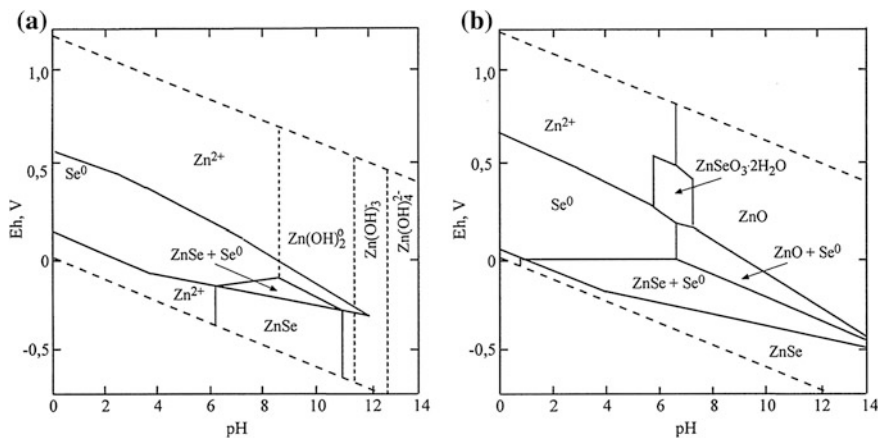 (a)
Eh, V
1,0
0,5
0
-0,5
Zn²⁺
Se⁰
Zn(OH)₂⁰
Zn(OH)₃⁻
Zn(OH)₄²⁻
ZnSe + Se⁰
Zn²⁺
ZnSe
0 2 4 6 8 10 12 14
pH
(b)
Eh, V
1,0
0,5
0
-0,5
Zn²⁺
ZnSeO₃·2H₂O
Se⁰
ZnO
ZnO + Se⁰
ZnSe + Se⁰
ZnSe
0 2 4 6 8 10 12 14
pH